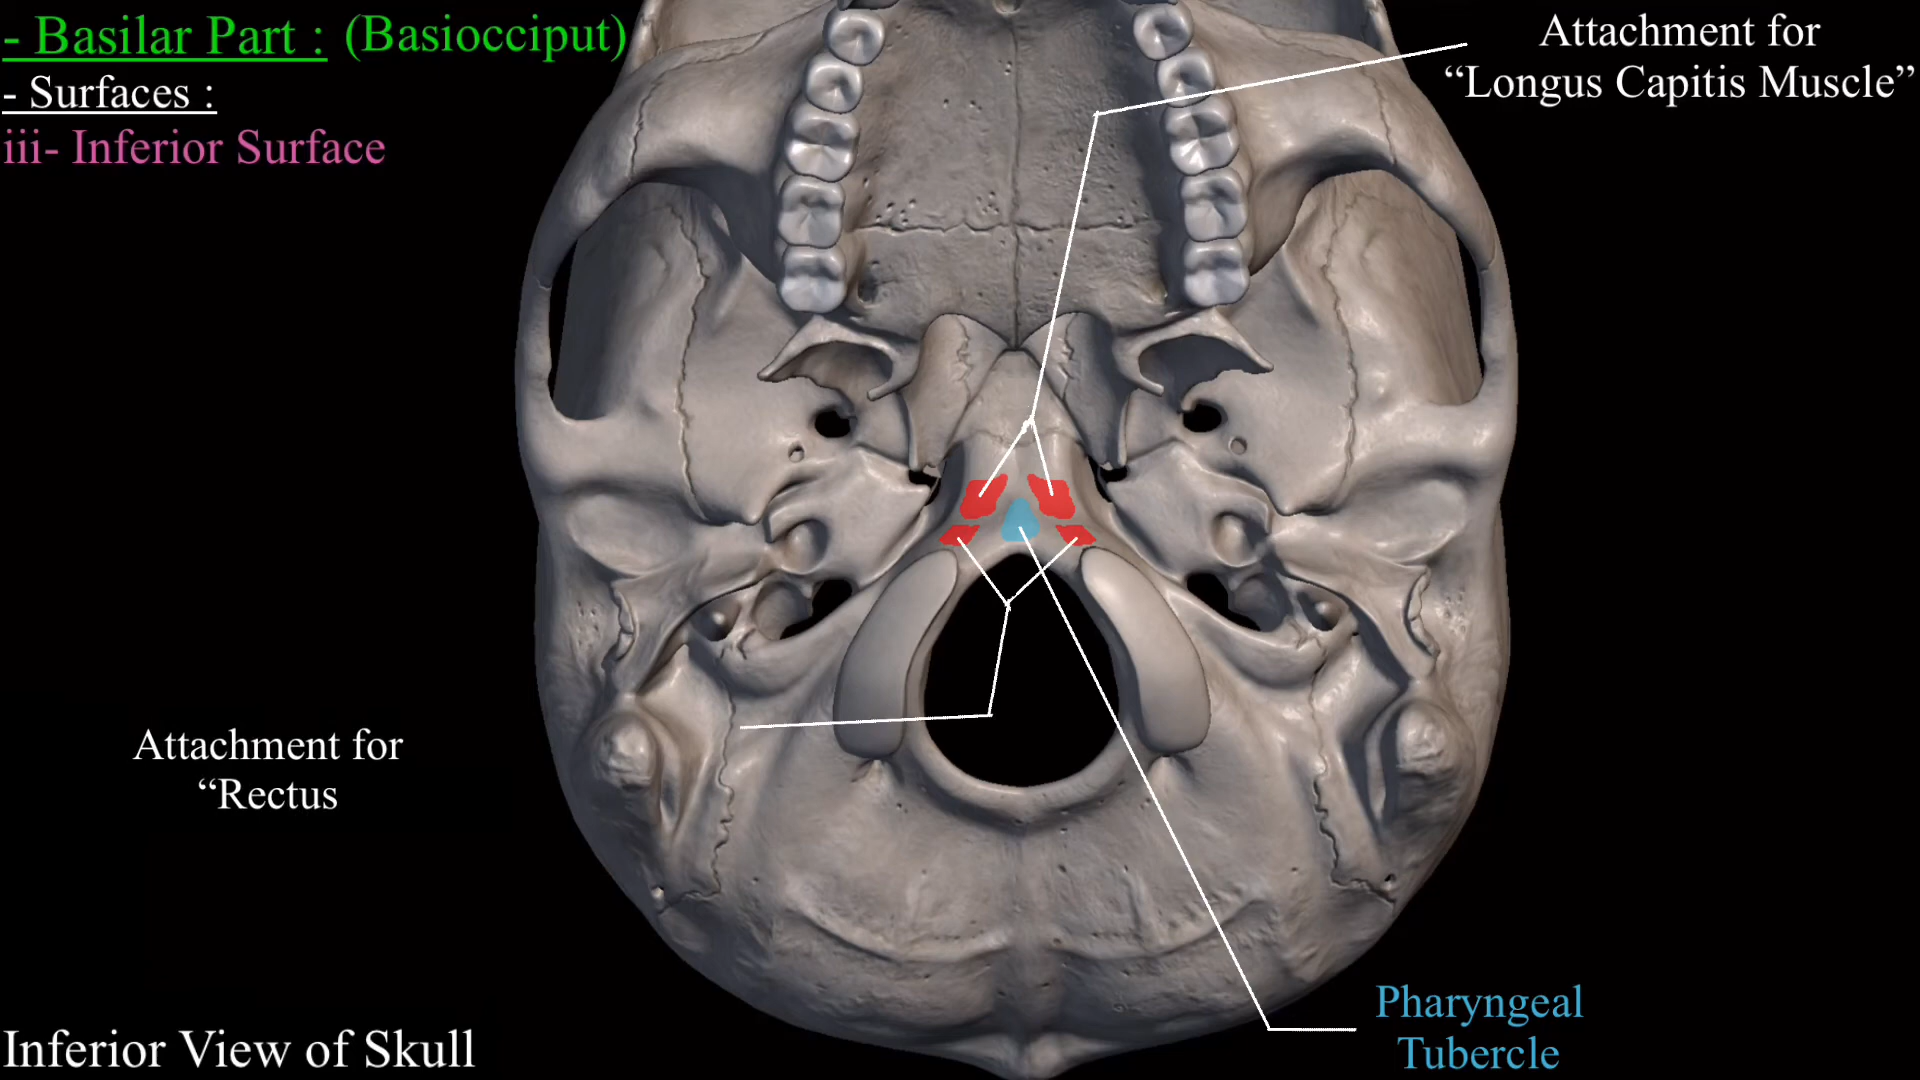 - Basilar Part : (Basiocciput)
- Surfaces :
iii- Inferior Surface
Attachment for
“Longus Capitis Muscle”
Attachment for
“Rectus
Pharyngeal
Tubercle
Inferior View of Skull